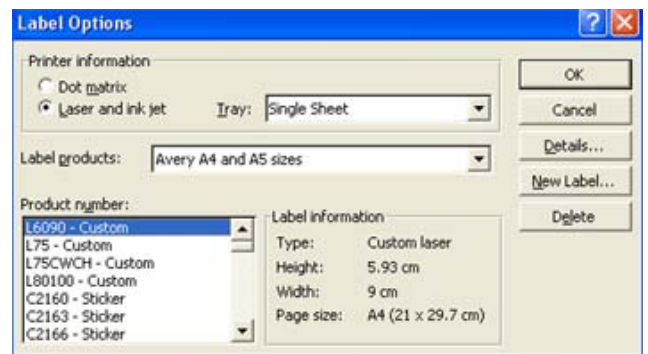 Label Options
Printer information
Dot matrix
Laser and ink jet Tray: Single Sheet
Label products: Avery A4 and A5 sizes
Product number:
L6090 - Custom
L75 - Custom
L75CWCH - Custom
L80100 - Custom
C2160 - Sticker
C2163 - Sticker
C2166 - Sticker
Label information
Type: Custom laser
Height: 5.93 cm
Width: 9 cm
Page size: A4 (21 x 29.7 cm)
OK
Cancel
Details...
New Label...
Delete